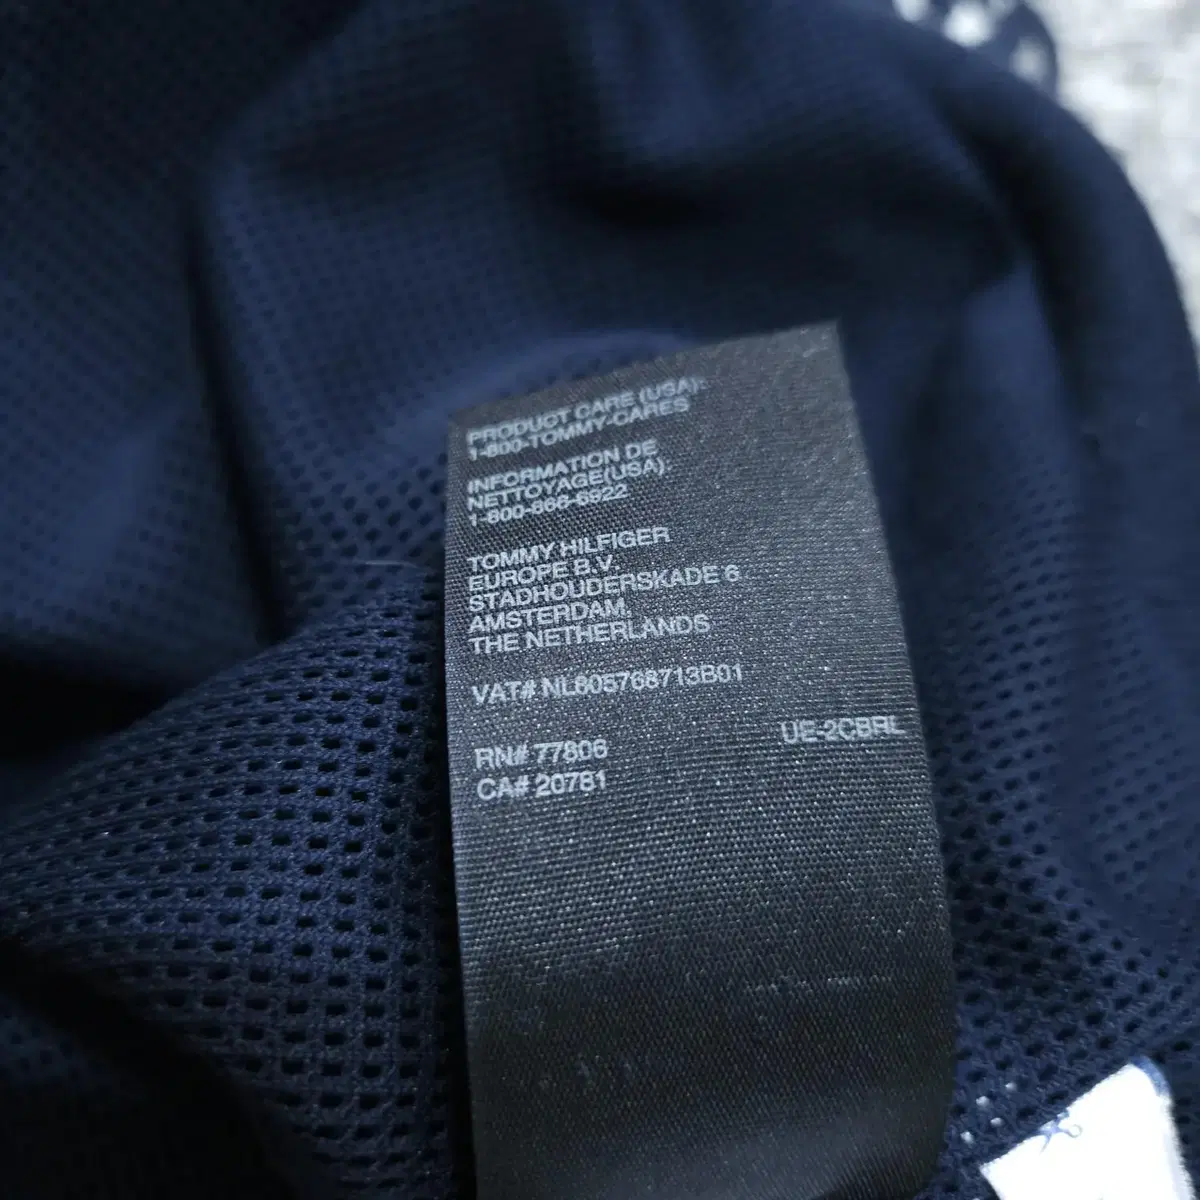 PRODUCT CARE (USA):
1-800-TOMMY-CARES
INFORMATION DE
NETTOYAGE(USA):
1-800-866-6922
TOMMY HILFIGER
EUROPE B.V.
STADHOUDERSKADE 6
AMSTERDAM,
THE NETHERLANDS
VAT# NL805768713B01
UE-2CBRL
RN# 77806
CA# 20781